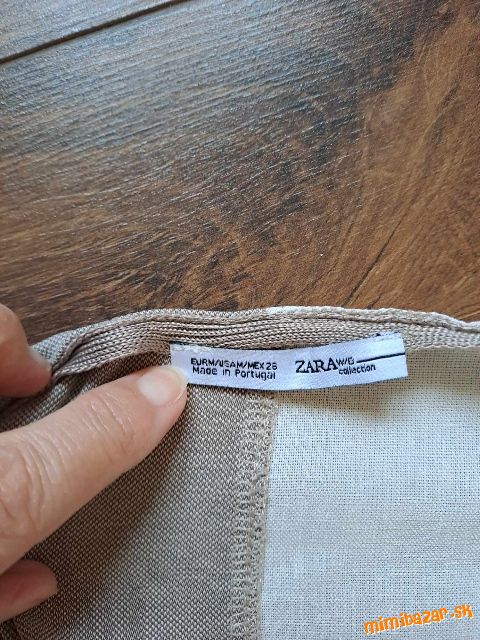 EUR M/USA M/MEX 28
Made in Portugal
ZARA W/B
collection
mimibazar.sk